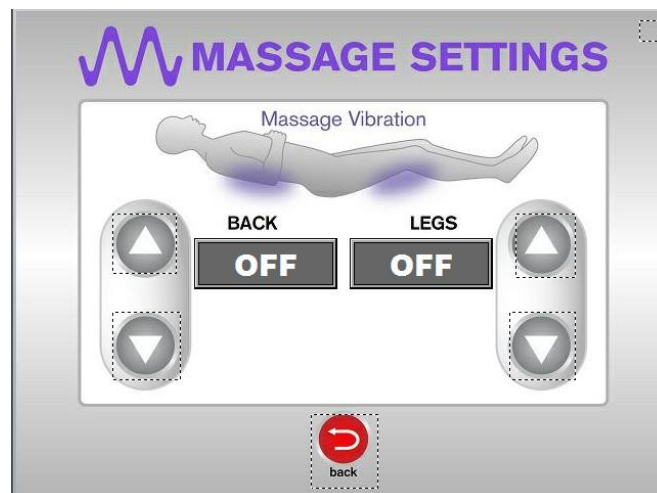 MASSAGE SETTINGS
Massage Vibration
BACK LEGS
OFF OFF
back